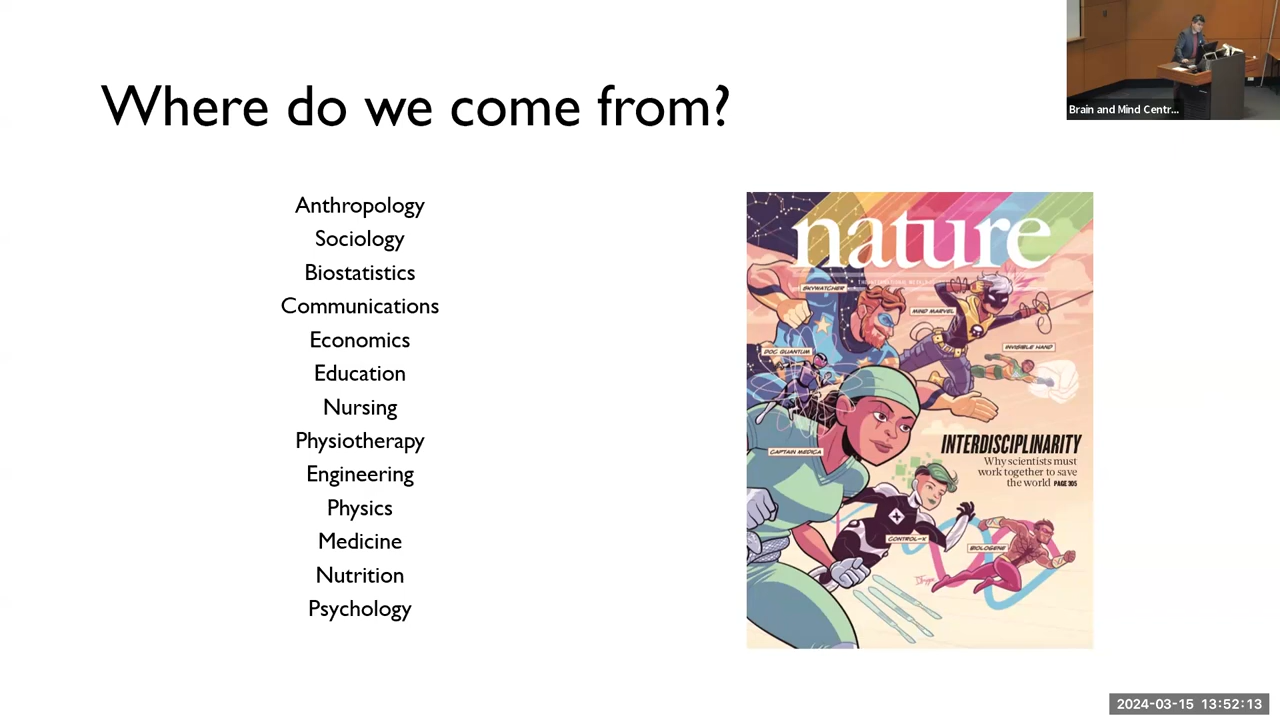 Where do we come from?
Brain and Mind Centr...
Anthropology
Sociology
Biostatistics
Communications
Economics
Education
Nursing
Physiotherapy
Engineering
Physics
Medicine
Nutrition
Psychology
nature
SKYWATCHER
MIND MARVEL
INVISIBLE HAND
DOC QUANTUM
CAPTAIN MEDICA
INTERDISCIPLINARITY
Why scientists must
work together to save
the world PAGE 305
CONTROL-X
BIOLOGENE
2024-03-15 13:52:13